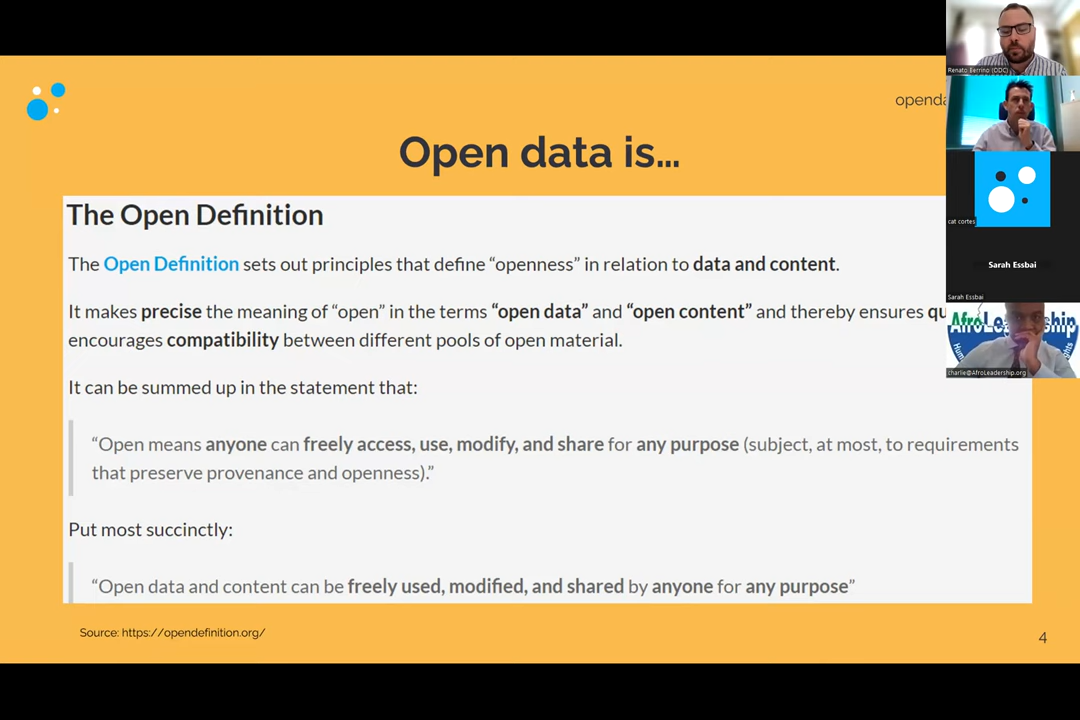 openda
Open data is...
The Open Definition
The Open Definition sets out principles that define “openness” in relation to data and content.
It makes precise the meaning of “open” in the terms “open data” and “open content” and thereby ensures qu
encourages compatibility between different pools of open material.
It can be summed up in the statement that:
“Open means anyone can freely access, use, modify, and share for any purpose (subject, at most, to requirements
that preserve provenance and openness).”
Put most succinctly:
“Open data and content can be freely used, modified, and shared by anyone for any purpose”
Source: https://opendefinition.org/
4
Renato Berrino (ODC)
cat cortes
Sarah Essbai
Sarah Essbai
AfroLea ship
charlie@AfroLeadership.org